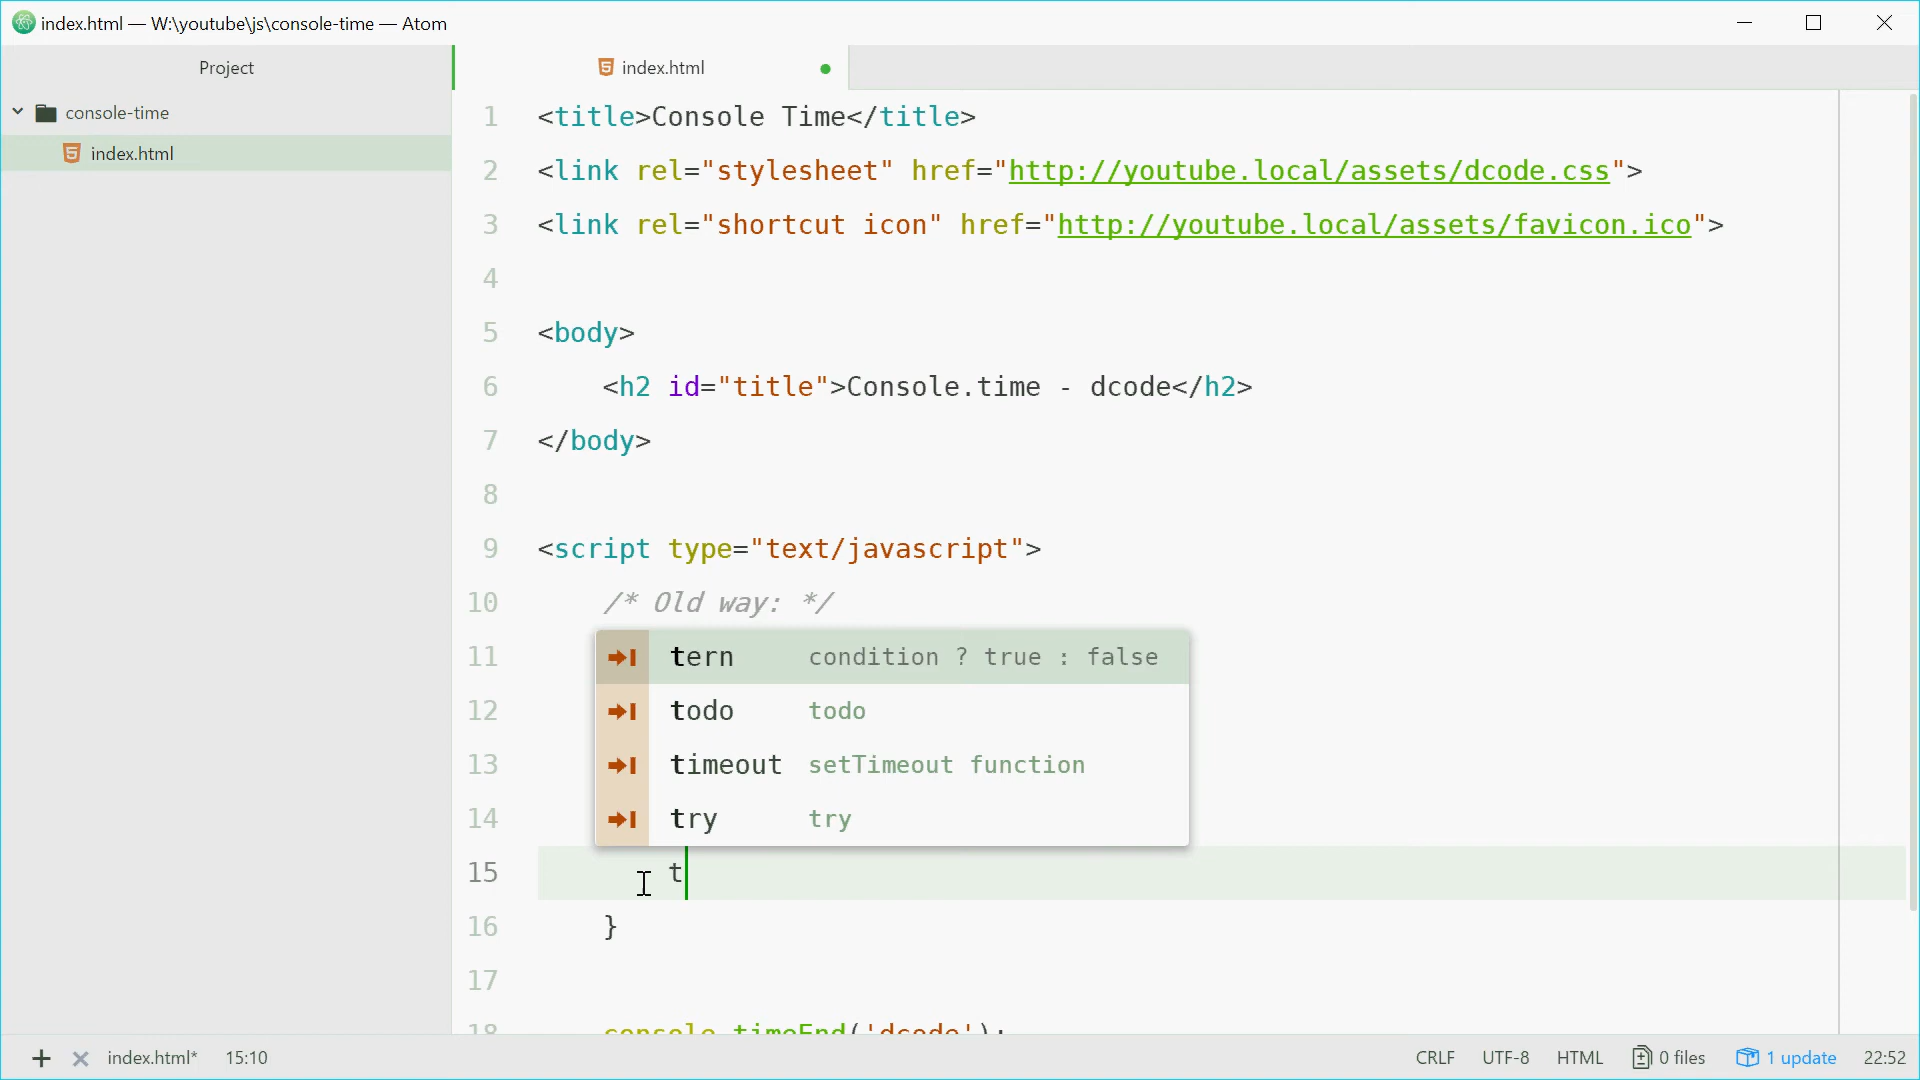 index.html — W:\youtube\js\console-time — Atom
Project
index.html
console-time
index.html
1 <title>Console Time</title>
2 <link rel="stylesheet" href="http://youtube.local/assets/dcode.css">
3 <link rel="shortcut icon" href="http://youtube.local/assets/favicon.ico">
4
5 <body>
6 <h2 id="title">Console.time - dcode</h2>
7 </body>
8
9 <script type="text/javascript">
10 /* Old way: */
11 tern condition ? true : false
12 todo todo
13 timeout setTimeout function
14 try try
15 t
16 }
17
18 console.timeEnd('dcode');
index.html* 15:10 CRLF UTF-8 HTML 0 files 1 update 22:52